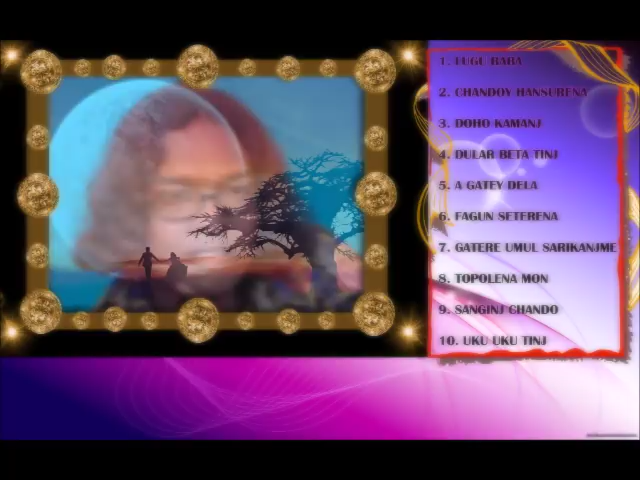 1. LUGU BABA
2. CHANDOY HANSURENA
3. DOHO KAMANJ
4. DULAR BETA TINJ
5. A GATEY DELA
6. FAGUN SETERENA
7. GATERE UMUL SARIKANJME
8. TOPOLENA MON
9. SANGINJ CHANDO
10. UKU UKU TINJ